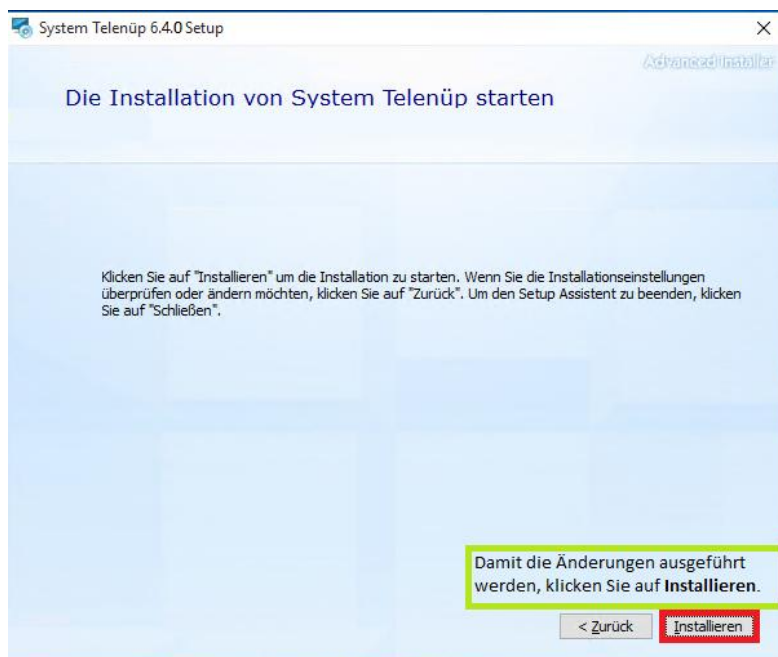 System Telenüp 6.4.0 Setup
Advanced Installer
Die Installation von System Telenüp starten
Klicken Sie auf "Installieren" um die Installation zu starten. Wenn Sie die Installationseinstellungen
überprüfen oder ändern möchten, klicken Sie auf "Zurück". Um den Setup Assistent zu beenden, klicken
Sie auf "Schließen".
Damit die Änderungen ausgeführt
werden, klicken Sie auf Installieren.
< Zurück
Installieren